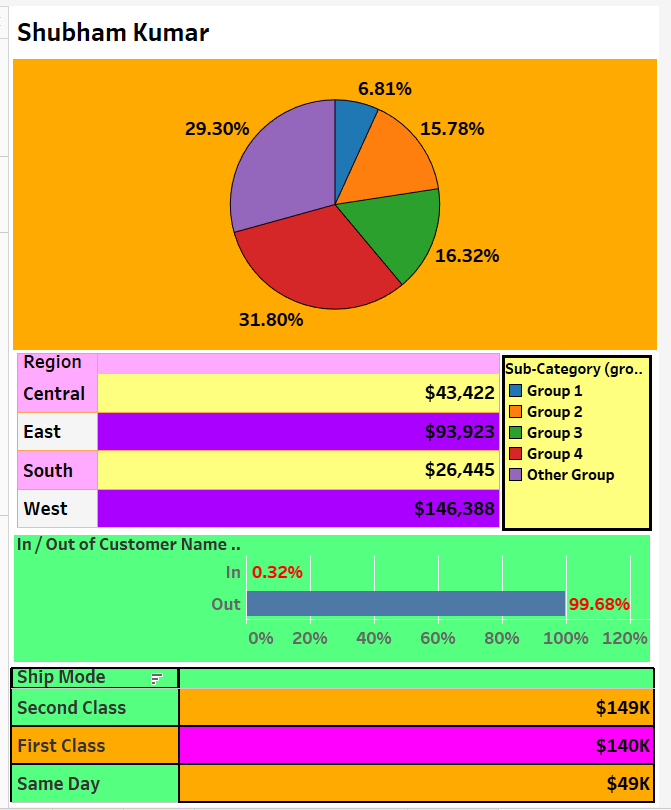 Shubham Kumar
6.81%
29.30%
15.78%
16.32%
31.80%
Region
Central $43,422
East $93,923
South $26,445
West $146,388
Sub-Category (gro..
Group 1
Group 2
Group 3
Group 4
Other Group
In / Out of Customer Name ..
In 0.32%
Out 99.68%
0% 20% 40% 60% 80% 100% 120%
Ship Mode
Second Class $149K
First Class $140K
Same Day $49K